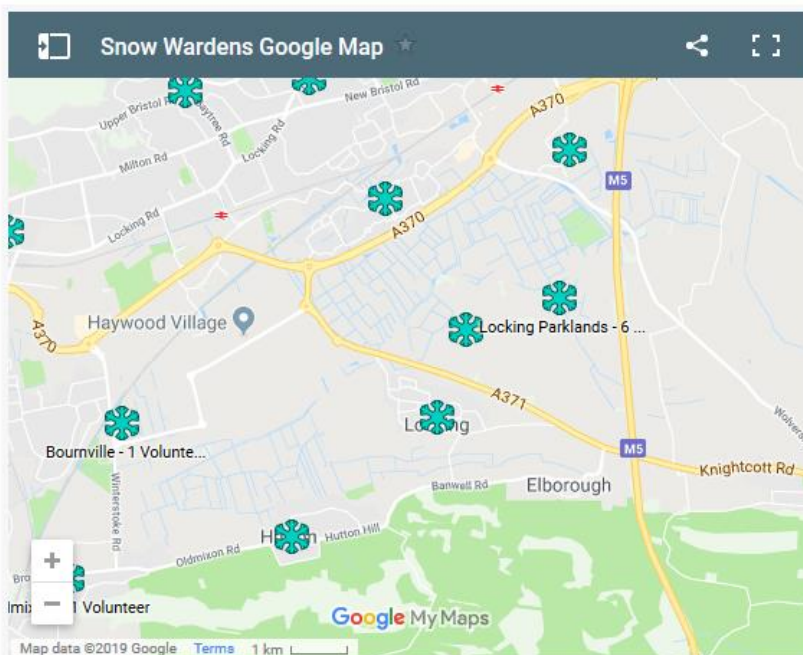 Snow Wardens Google Map
Upper Bristol
New Bristol Rd
A370
Milton Rd
Locking Rd
M5
Locking Rd
A370
Haywood Village
Locking Parklands - 6 ...
A370
A371
Bournville - 1 Volunte...
M5
Knightcott Rd
Banwell Rd
Elborough
Winterstoke Rd
Hutton Hill
Oldmixon Rd
+
−
1 Volunteer
Google My Maps
Map data ©2019 Google Terms 1 km